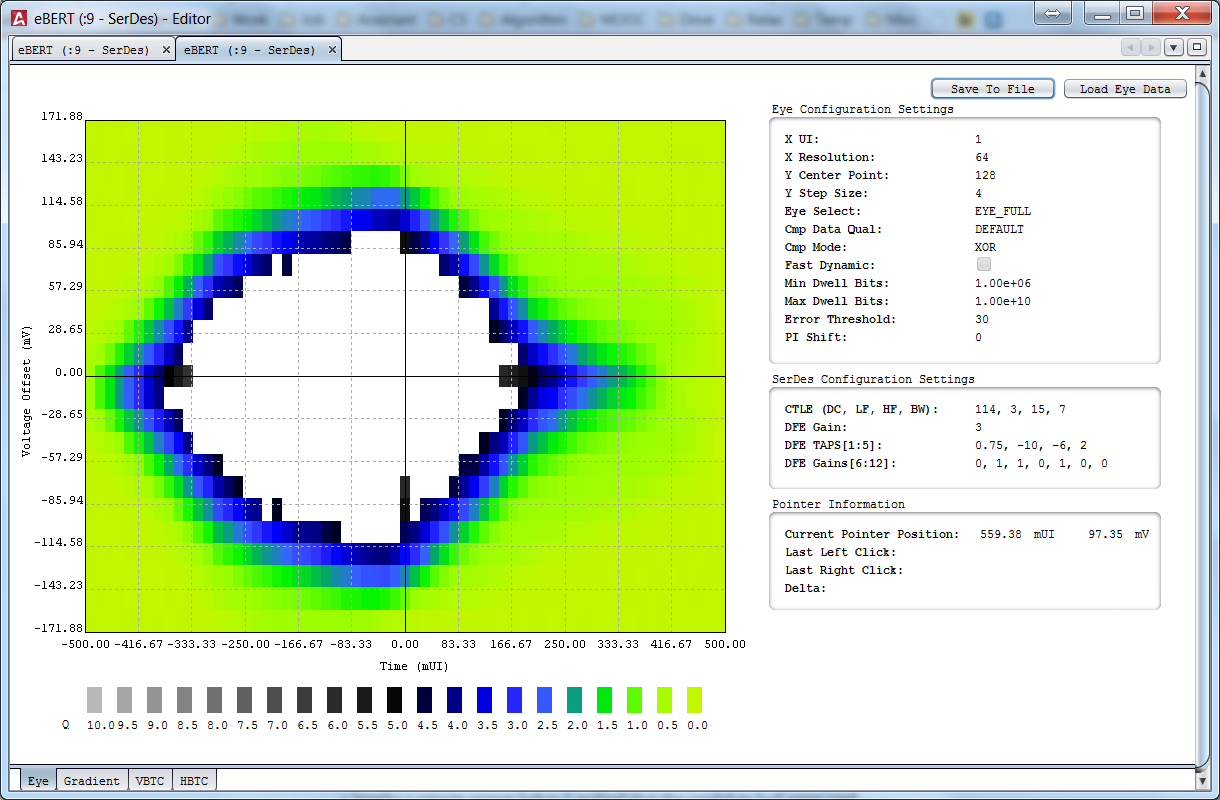 eBERT (:9 - SerDes) - Editor
eBERT (:9 - SerDes) × eBERT (:9 - SerDes) ×
Save To File Load Eye Data
Eye Configuration Settings
X UI: 1
X Resolution: 64
Y Center Point: 128
Y Step Size: 4
Eye Select: EYE_FULL
Cmp Data Qual: DEFAULT
Cmp Mode: XOR
Fast Dynamic:
Min Dwell Bits: 1.00e+06
Max Dwell Bits: 1.00e+10
Error Threshold: 30
PI Shift: 0
SerDes Configuration Settings
CTLE (DC, LF, HF, BW): 114, 3, 15, 7
DFE Gain: 3
DFE TAPS[1:5]: 0.75, -10, -6, 2
DFE Gains[6:12]: 0, 1, 1, 0, 1, 0, 0
Pointer Information
Current Pointer Position: 559.38 mUI 97.35 mV
Last Left Click:
Last Right Click:
Delta:
Voltage Offset (mV)
171.88
143.23
114.58
85.94
57.29
28.65
0.00
-28.65
-57.29
-85.94
-114.58
-143.23
-171.88
-500.00 -416.67 -333.33 -250.00 -166.67 -83.33 0.00 83.33 166.67 250.00 333.33 416.67 500.00
Time (mUI)
Q 10.0 9.5 9.0 8.5 8.0 7.5 7.0 6.5 6.0 5.5 5.0 4.5 4.0 3.5 3.0 2.5 2.0 1.5 1.0 0.5 0.0
Eye Gradient VBTC HBTC